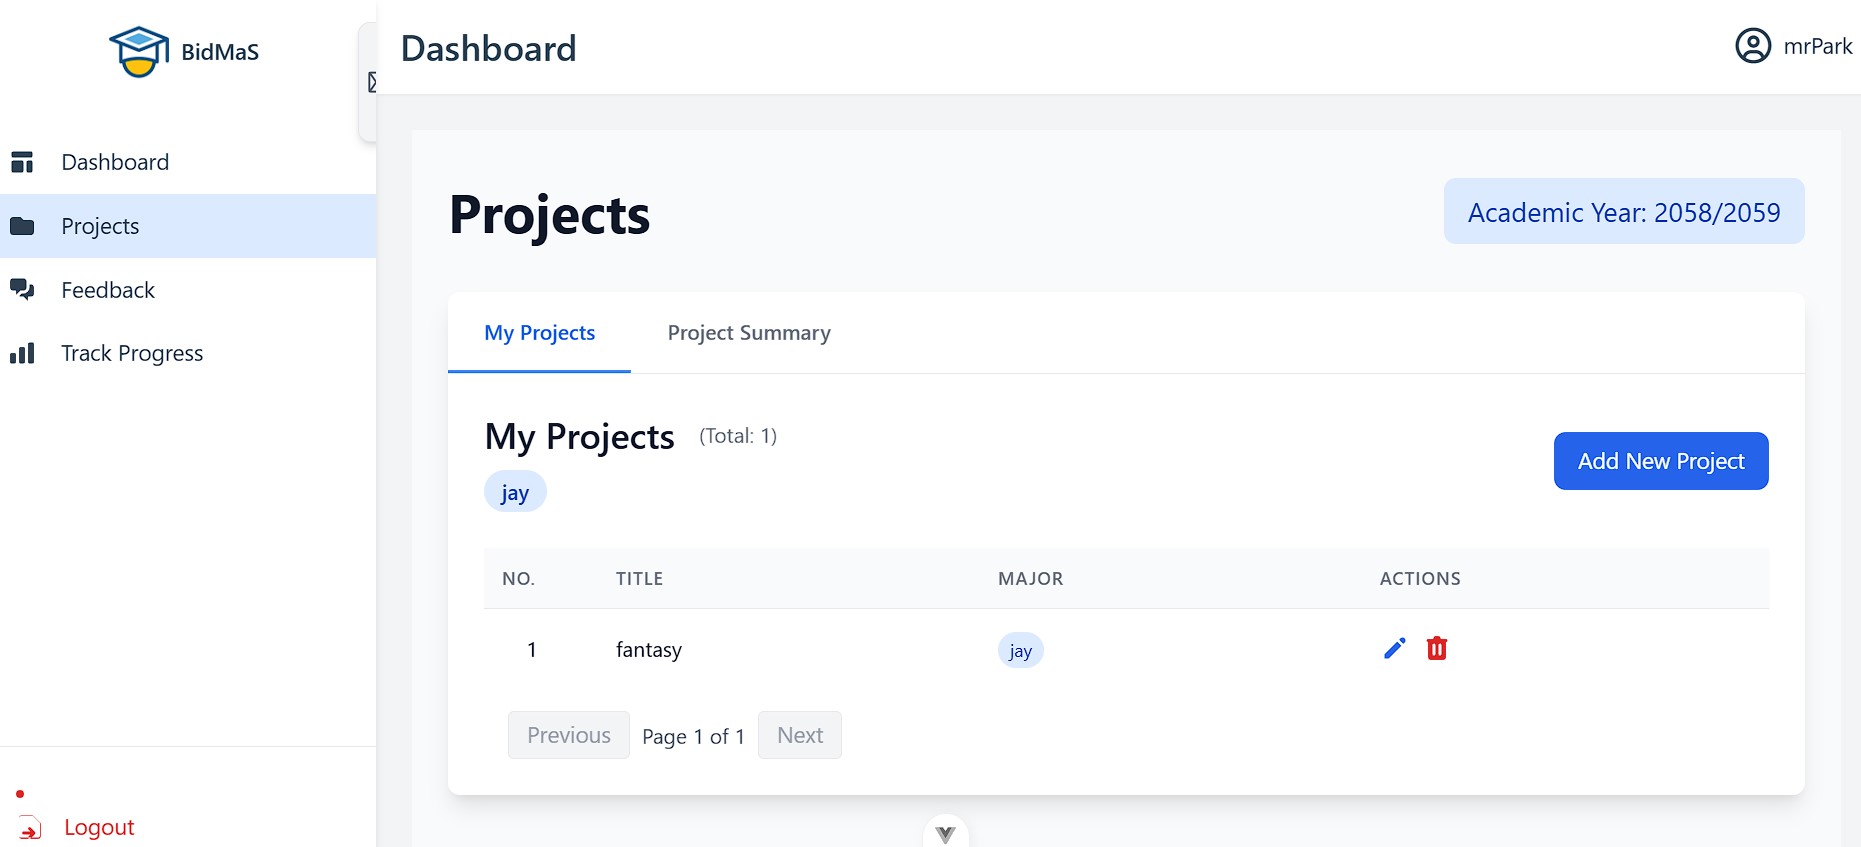 BidMaS
Dashboard
mrPark
Dashboard
Projects
Feedback
Track Progress
Logout
Projects
Academic Year: 2058/2059
My Projects
Project Summary
My Projects (Total: 1)
jay
Add New Project
NO. TITLE MAJOR ACTIONS
1 fantasy jay
Previous Page 1 of 1 Next